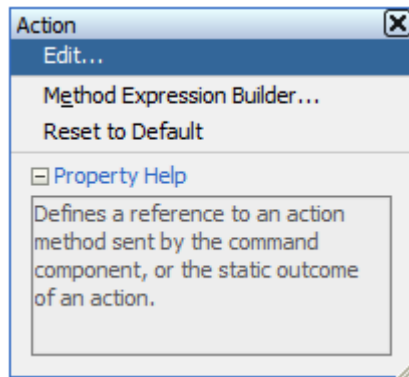 Action
Edit...
Method Expression Builder...
Reset to Default
Property Help
Defines a reference to an action
method sent by the command
component, or the static outcome
of an action.